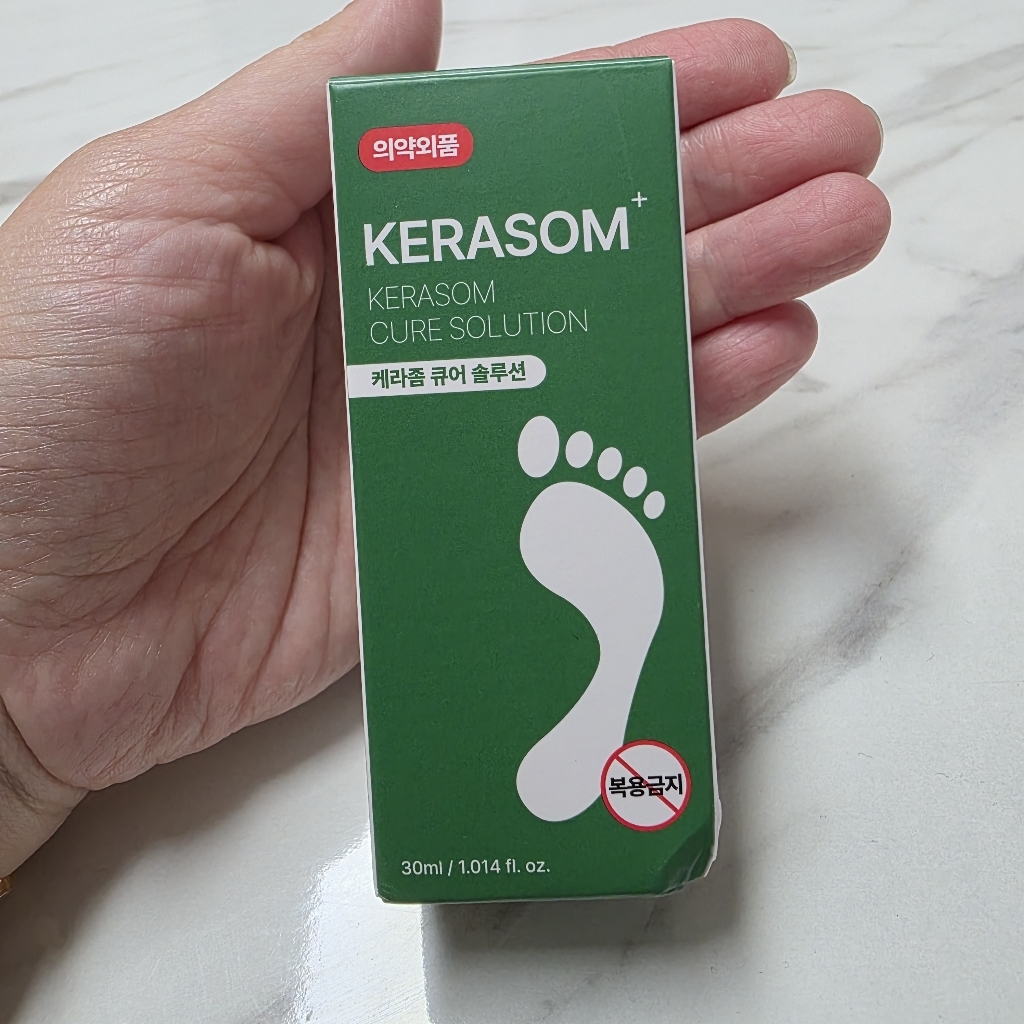 의약외품
KERASOM+
KERASOM
CURE SOLUTION
케라좀 큐어 솔루션
복용금지
30ml / 1.014 fl. oz.